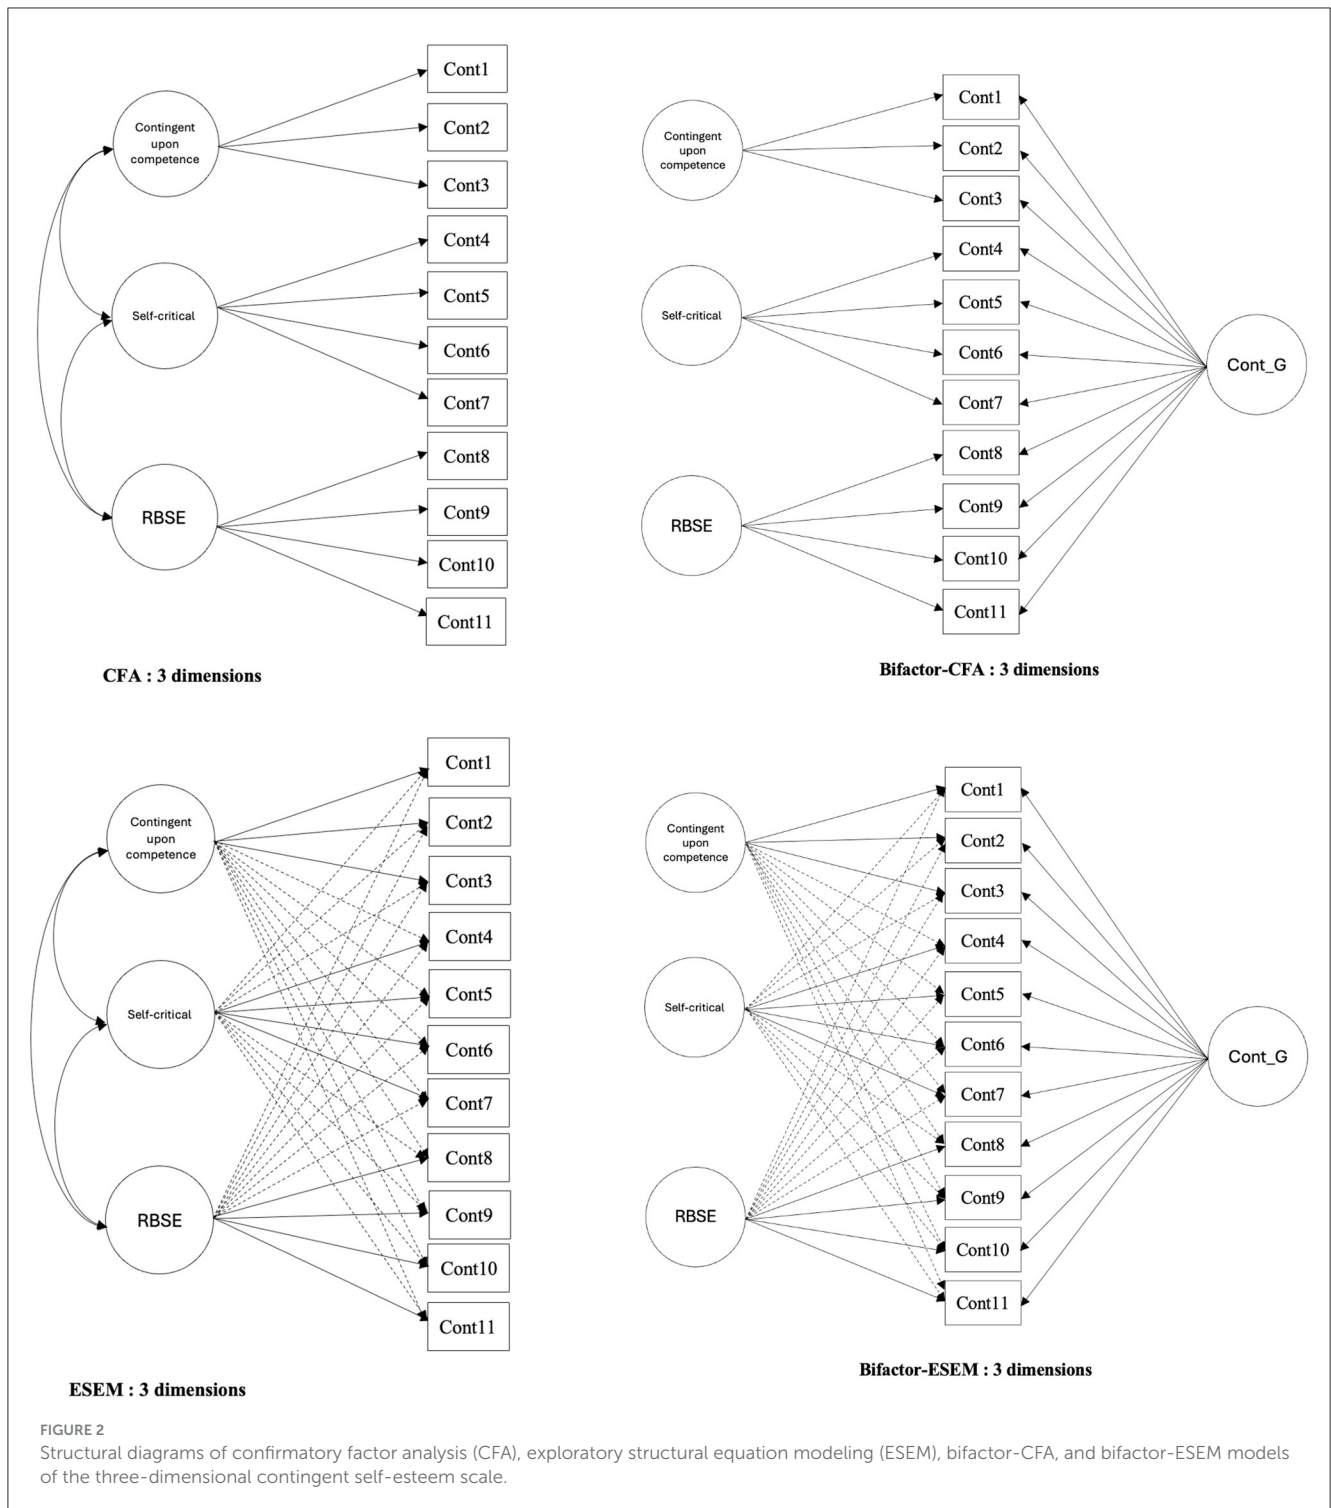 Contingent
upon
competence
Self-critical
RBSE
Cont1
Cont2
Cont3
Cont4
Cont5
Cont6
Cont7
Cont8
Cont9
Cont10
Cont11
CFA : 3 dimensions
Contingent
upon
competence
Self-critical
RBSE
Cont1
Cont2
Cont3
Cont4
Cont5
Cont6
Cont7
Cont8
Cont9
Cont10
Cont11
Cont_G
Bifactor-CFA : 3 dimensions
Contingent
upon
competence
Self-critical
RBSE
Cont1
Cont2
Cont3
Cont4
Cont5
Cont6
Cont7
Cont8
Cont9
Cont10
Cont11
ESEM : 3 dimensions
Contingent
upon
competence
Self-critical
RBSE
Cont1
Cont2
Cont3
Cont4
Cont5
Cont6
Cont7
Cont8
Cont9
Cont10
Cont11
Cont_G
Bifactor-ESEM : 3 dimensions
FIGURE 2
Structural diagrams of confirmatory factor analysis (CFA), exploratory structural equation modeling (ESEM), bifactor-CFA, and bifactor-ESEM models
of the three-dimensional contingent self-esteem scale.